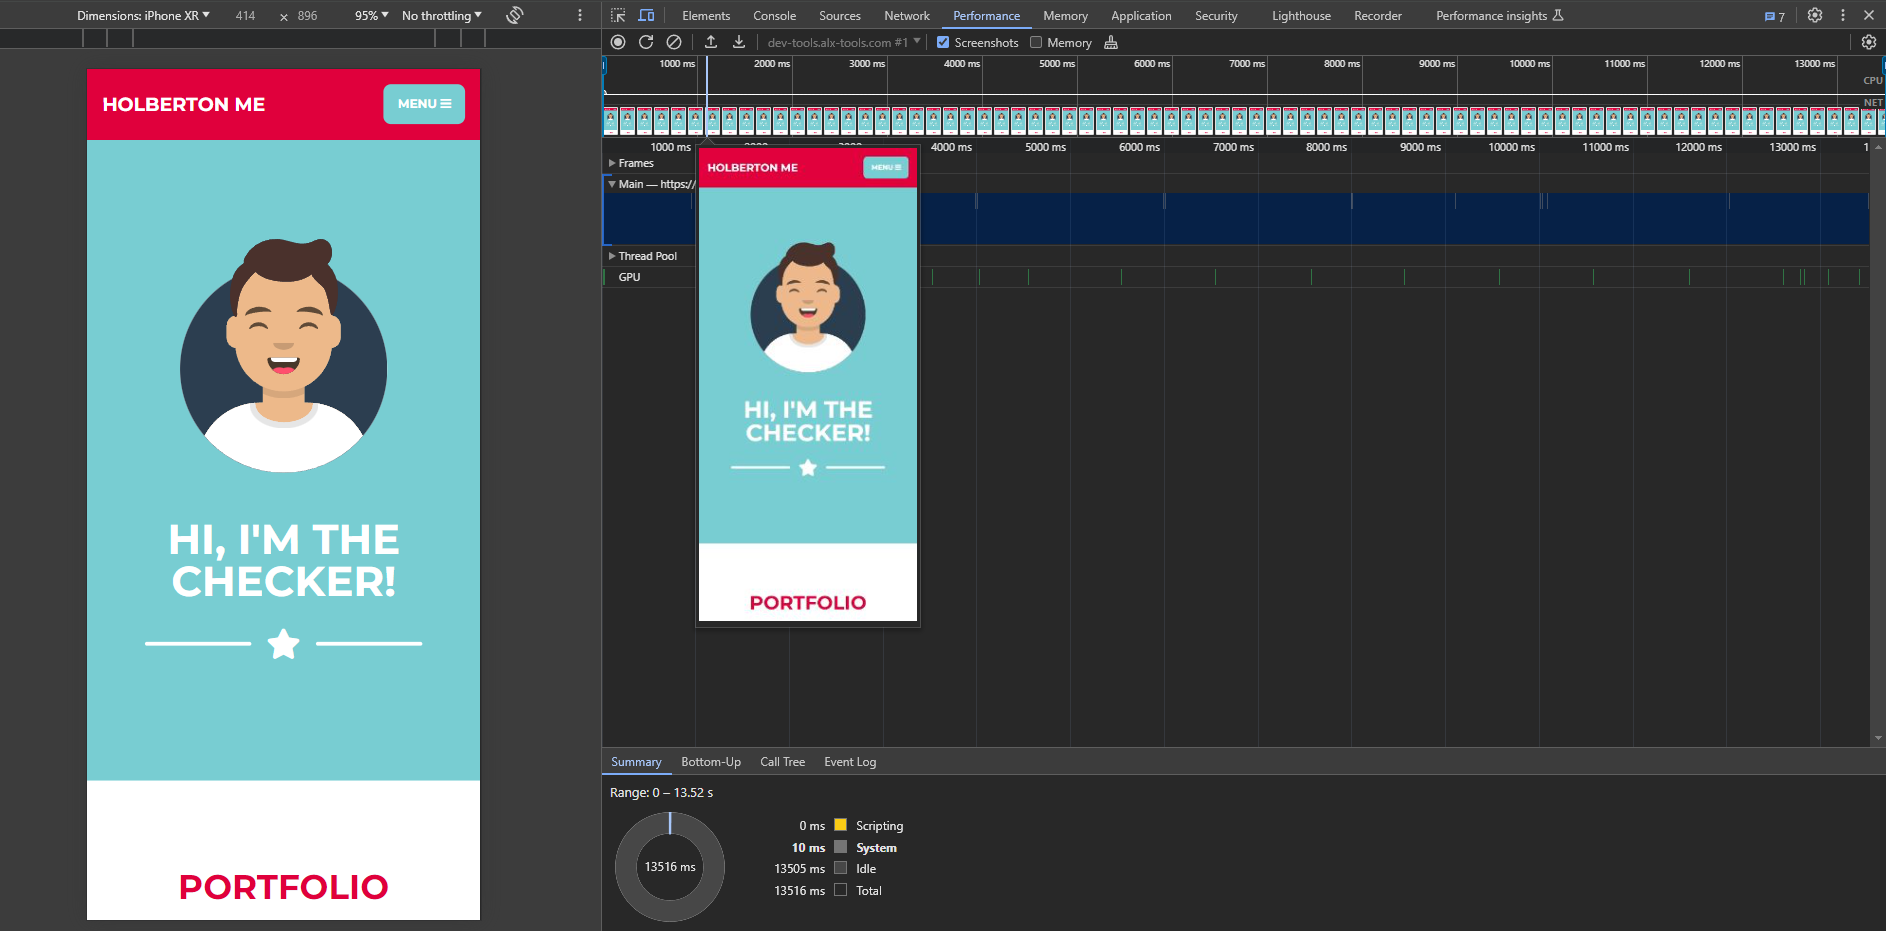 Dimensions: iPhone XR
414 × 896
95%
No throttling
HOLBERTON ME
MENU
HI, I'M THE
CHECKER!
PORTFOLIO
Elements Console Sources Network Performance Memory Application Security Lighthouse Recorder Performance insights
7
dev-tools.alx-tools.com #1 Screenshots Memory
1000 ms 2000 ms 3000 ms 4000 ms 5000 ms 6000 ms 7000 ms 8000 ms 9000 ms 10000 ms 11000 ms 12000 ms 13000 ms
CPU
NET
1000 ms 4000 ms 5000 ms 6000 ms 7000 ms 8000 ms 9000 ms 10000 ms 11000 ms 12000 ms 13000 ms 1
Frames
Main — https://
Thread Pool
GPU
HOLBERTON ME
MENU
HI, I'M THE
CHECKER!
PORTFOLIO
Summary Bottom-Up Call Tree Event Log
Range: 0 – 13.52 s
13516 ms
0 ms Scripting
10 ms System
13505 ms Idle
13516 ms Total